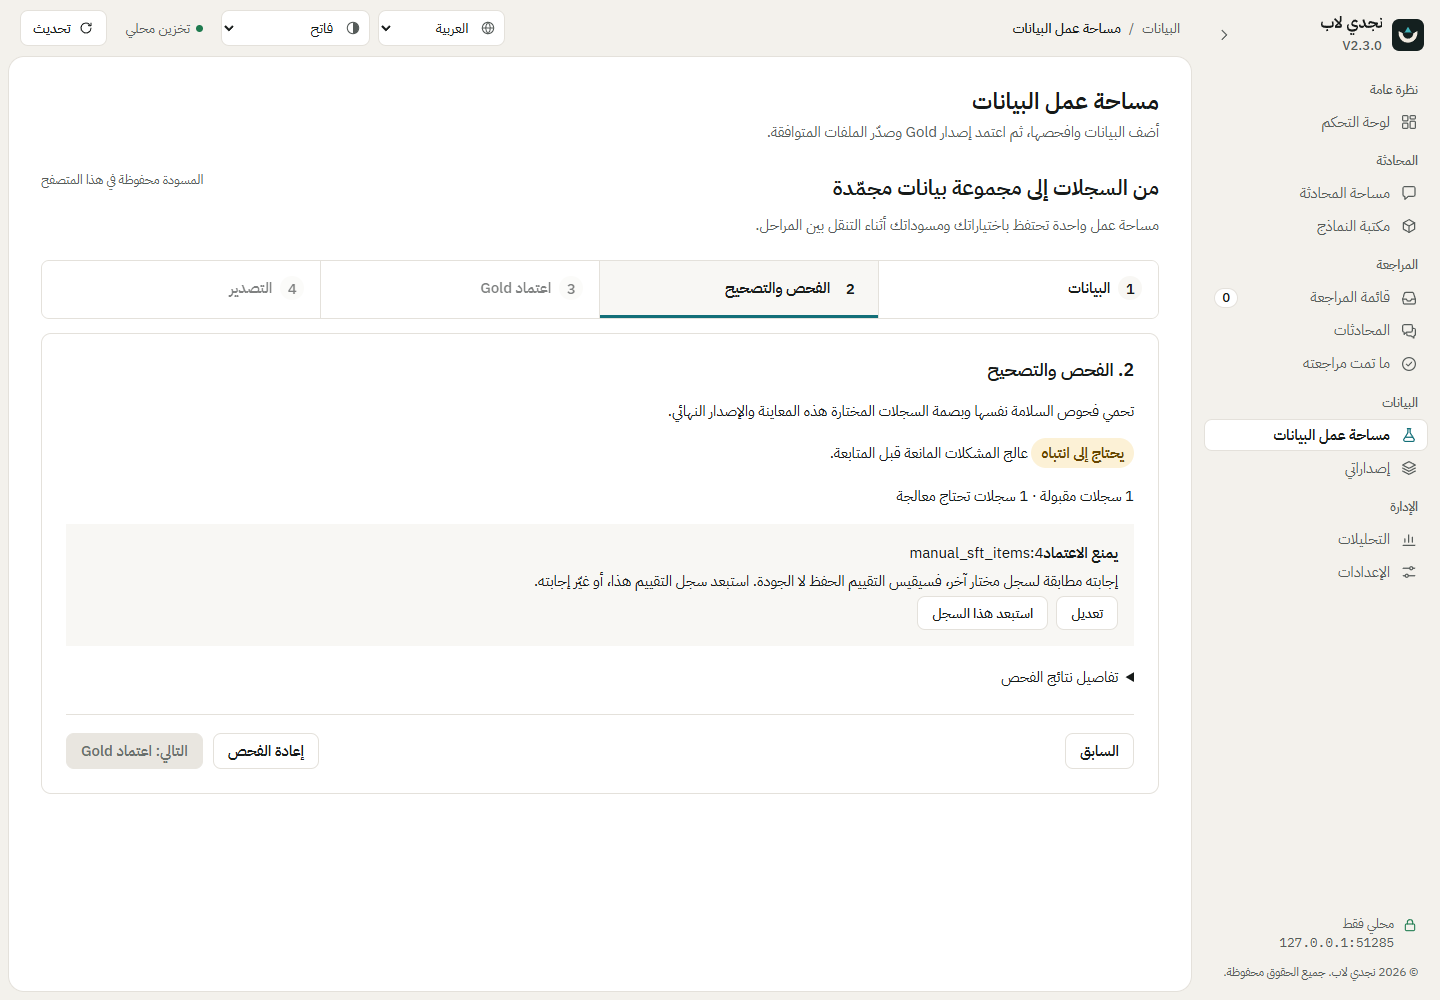 نجدي لاب
V2.3.0
نظرة عامة
لوحة التحكم
المحادثة
مساحة المحادثة
مكتبة النماذج
المراجعة
قائمة المراجعة
0
المحادثات
ما تمت مراجعته
البيانات
مساحة عمل البيانات
إصداراتي
الإدارة
التحليلات
الإعدادات
محلي فقط
127.0.0.1:51285
© 2026 نجدي لاب. جميع الحقوق محفوظة.
البيانات / مساحة عمل البيانات
العربية
فاتح
تخزين محلي
تحديث
مساحة عمل البيانات
أضف البيانات وافحصها، ثم اعتمد إصدار Gold وصدّر الملفات المتوافقة.
من السجلات إلى مجموعة بيانات مجمّدة
المسودة محفوظة في هذا المتصفح
مساحة عمل واحدة تحتفظ باختياراتك ومسوداتك أثناء التنقل بين المراحل.
1 البيانات
2 الفحص والتصحيح
3 اعتماد Gold
4 التصدير
2. الفحص والتصحيح
تحمي فحوص السلامة نفسها وبصمة السجلات المختارة هذه المعاينة والإصدار النهائي.
يحتاج إلى انتباه عالج المشكلات المانعة قبل المتابعة.
1 سجلات مقبولة · 1 سجلات تحتاج معالجة
يمنع الاعتماد manual_sft_items:4
إجابته مطابقة لسجل مختار آخر، فسيقيس التقييم الحفظ لا الجودة. استبعد سجل التقييم هذا، أو غيّر إجابته.
تعديل
استبعد هذا السجل
تفاصيل نتائج الفحص
السابق
إعادة الفحص
التالي: اعتماد Gold